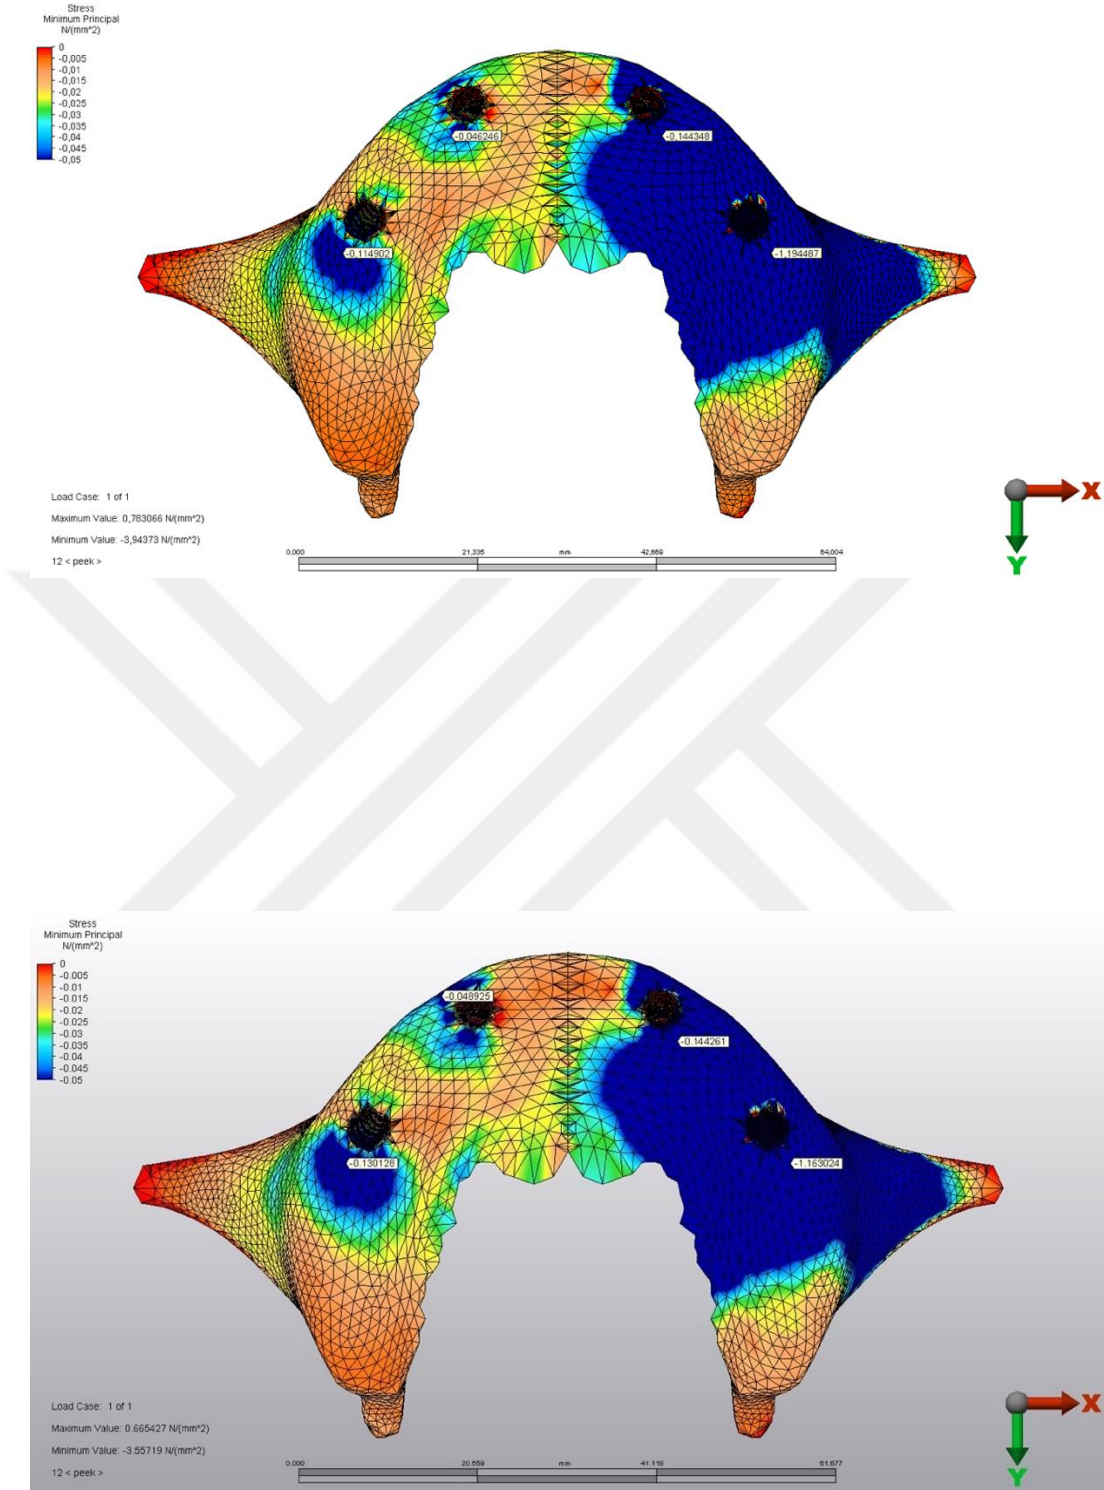 Stress
Minimum Principal
N/(mm^2)
0
-0,005
-0,01
-0,015
-0,02
-0,025
-0,03
-0,035
-0,04
-0,045
-0,05
-0,046246
-0,144348
-0,114902
-1,194487
Load Case: 1 of 1
Maximum Value: 0,783066 N/(mm^2)
Minimum Value: -3,94373 N/(mm^2)
12 < peek >
0,000 21,335 mm 42,669 64,004
X
Y
Stress
Minimum Principal
N/(mm^2)
0
-0.005
-0.01
-0.015
-0.02
-0.025
-0.03
-0.035
-0.04
-0.045
-0.05
-0.048925
-0.144261
-0.130128
-1.163024
Load Case: 1 of 1
Maximum Value: 0.665427 N/(mm^2)
Minimum Value: -3.55719 N/(mm^2)
12 < peek >
0.000 20.559 mm 41.118 61.677
X
Y